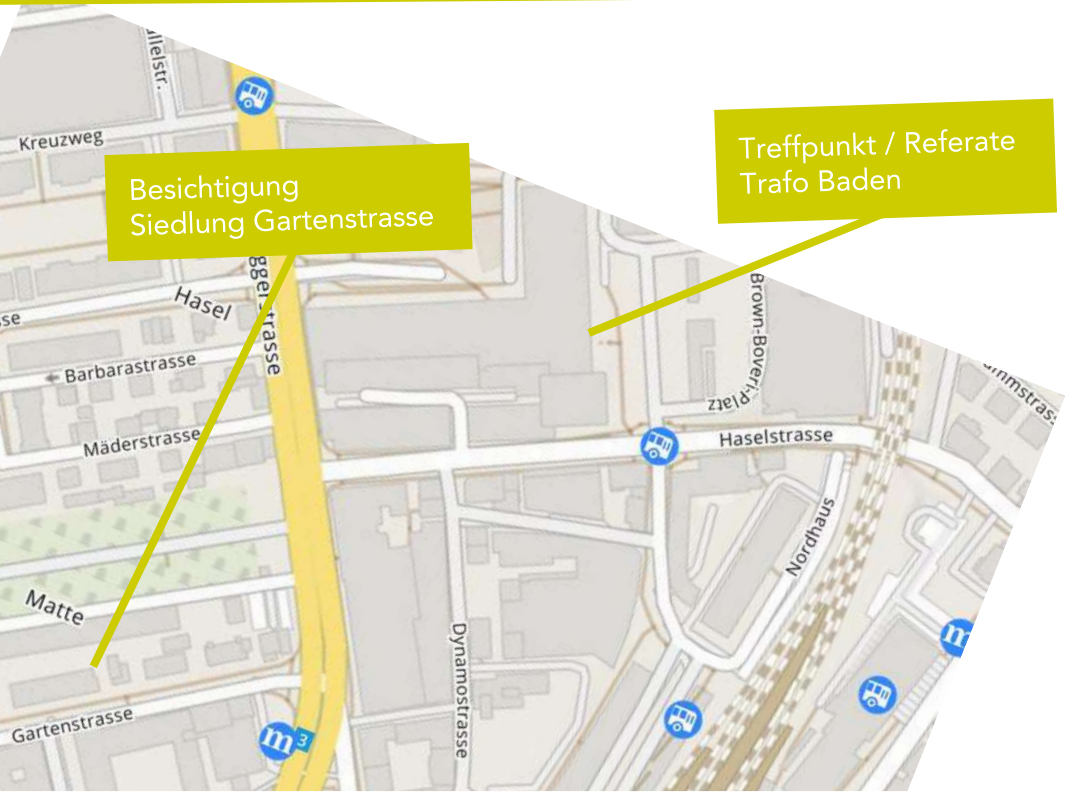 Kreuzweg
Treffpunkt / Referate
Trafo Baden
Besichtigung
Siedlung Gartenstrasse
Hasel
Barbarastrasse
Mäderstrasse
Brown-Boveri-Platz
Haselstrasse
Nordhaus
Matte
Dynamostrasse
Gartenstrasse
m
m
3